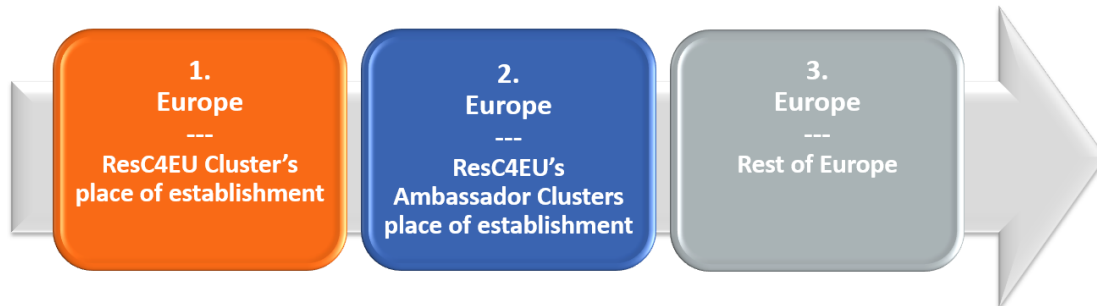 1.
Europe
---
ResC4EU Cluster's
place of establishment
2.
Europe
---
ResC4EU's
Ambassador Clusters
place of establishment
3.
Europe
---
Rest of Europe